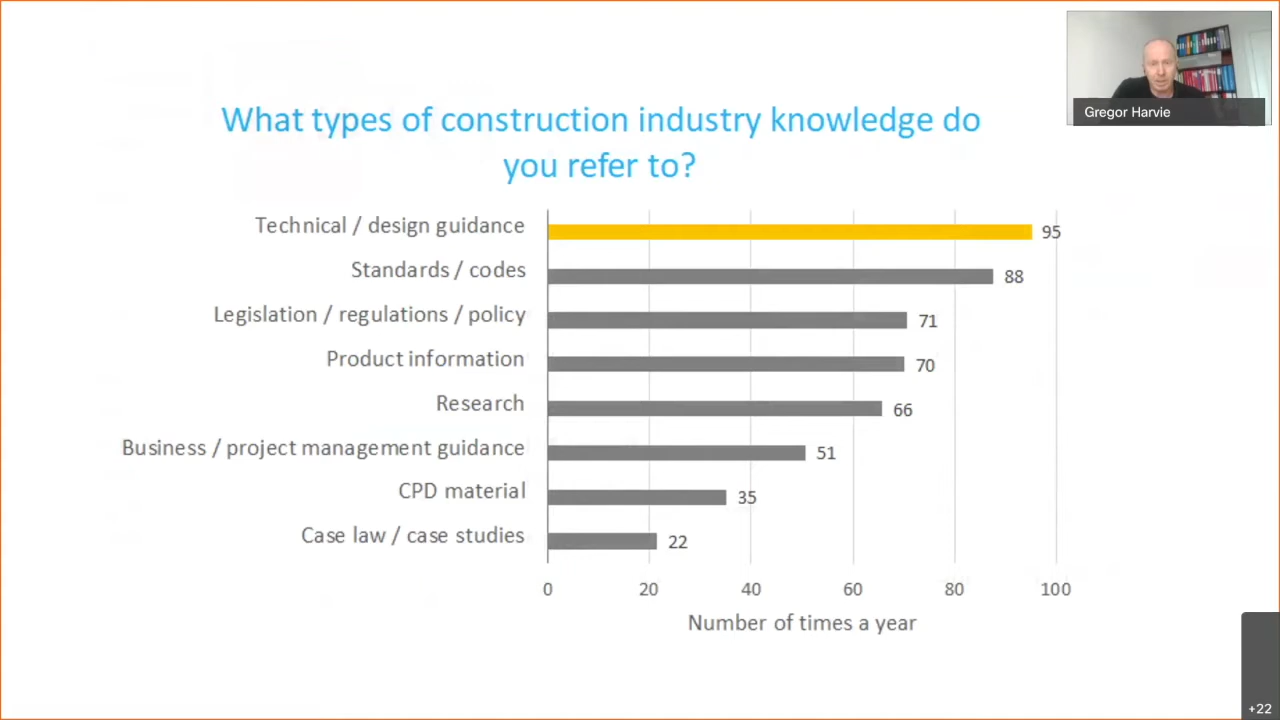 Gregor Harvie
What types of construction industry knowledge do
you refer to?
Technical / design guidance
95
Standards / codes
88
Legislation / regulations / policy
71
Product information
70
Research
66
Business / project management guidance
51
CPD material
35
Case law / case studies
22
0 20 40 60 80 100
Number of times a year
+22